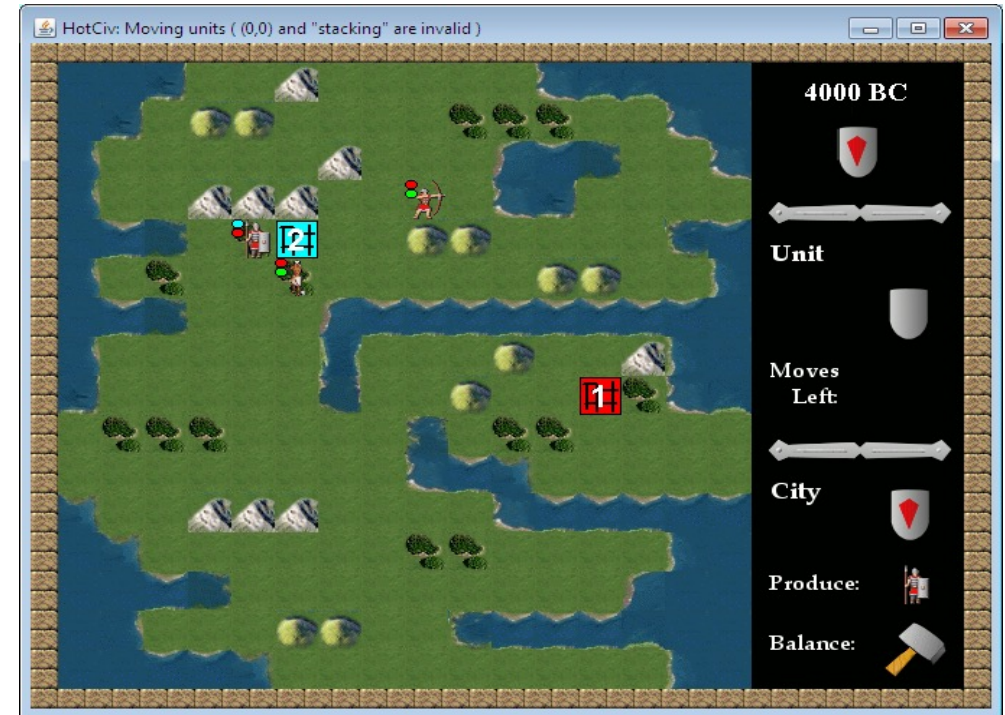 HotCiv: Moving units ( (0,0) and "stacking" are invalid )
4000 BC
Unit
2
Moves
Left:
1
City
Produce:
Balance: